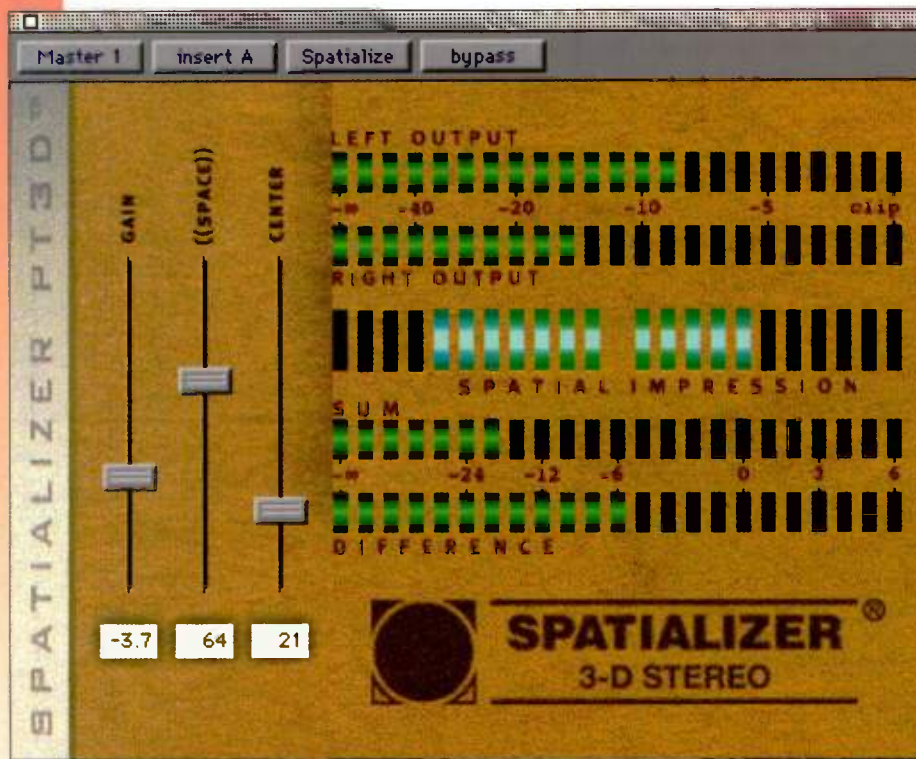 Master 1 insert A Spatialize bypass
SPATIALIZER PT3D™
GAIN ((SPACE)) CENTER
LEFT OUTPUT
-∞ -40 -20 -10 -5 clip
RIGHT OUTPUT
SPATIAL IMPRESSION
SUM
-∞ -24 -12 -6 0 3 6
DIFFERENCE
-3.7 64 21
SPATIALIZER®
3-D STEREO